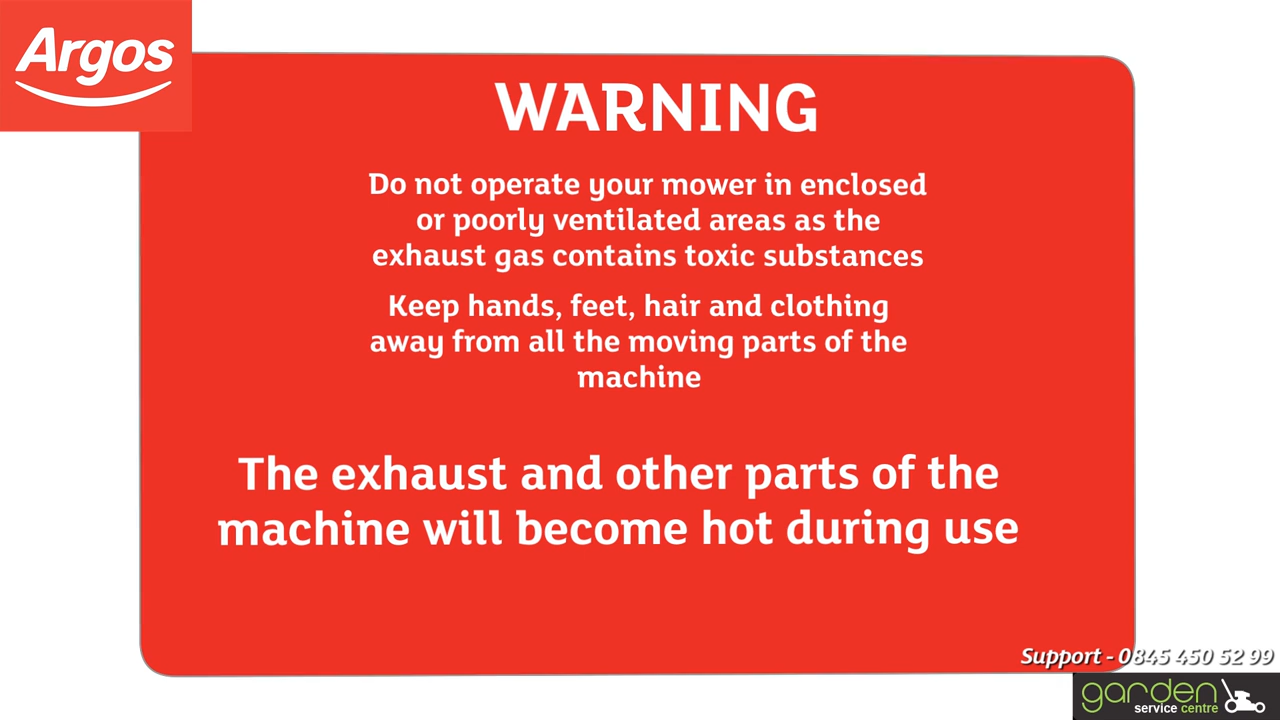 Argos
WARNING
Do not operate your mower in enclosed
or poorly ventilated areas as the
exhaust gas contains toxic substances
Keep hands, feet, hair and clothing
away from all the moving parts of the
machine
The exhaust and other parts of the
machine will become hot during use
Support - 0845 450 52 99
garden
service centre